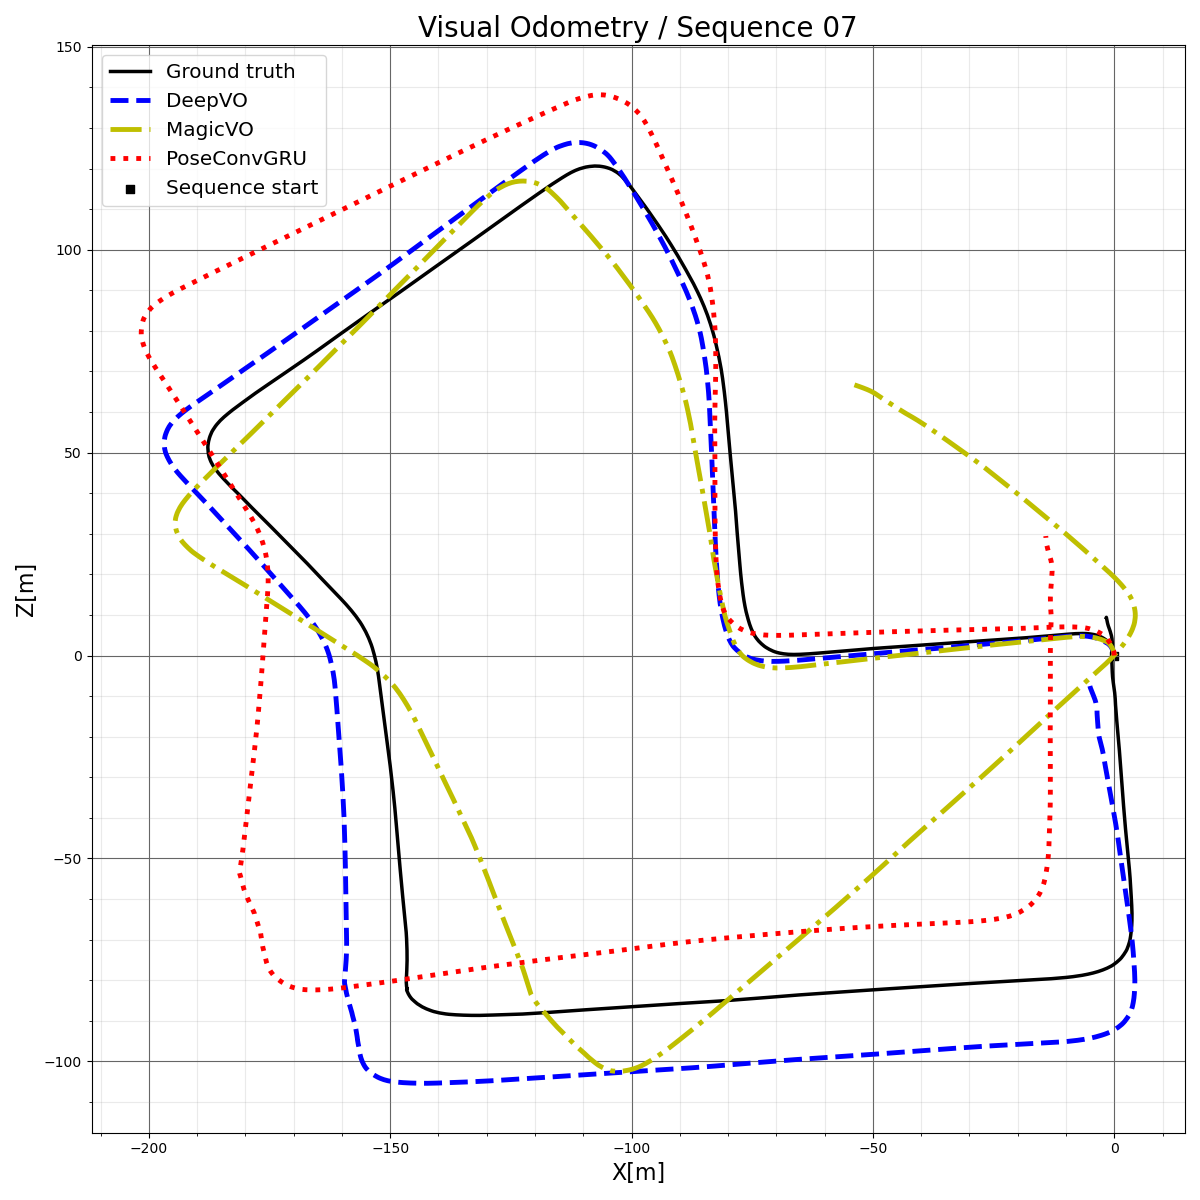 Visual Odometry / Sequence 07
Ground truth
DeepVO
MagicVO
PoseConvGRU
Sequence start
150
100
50
0
−50
−100
Z[m]
−200 −150 −100 −50 0
X[m]